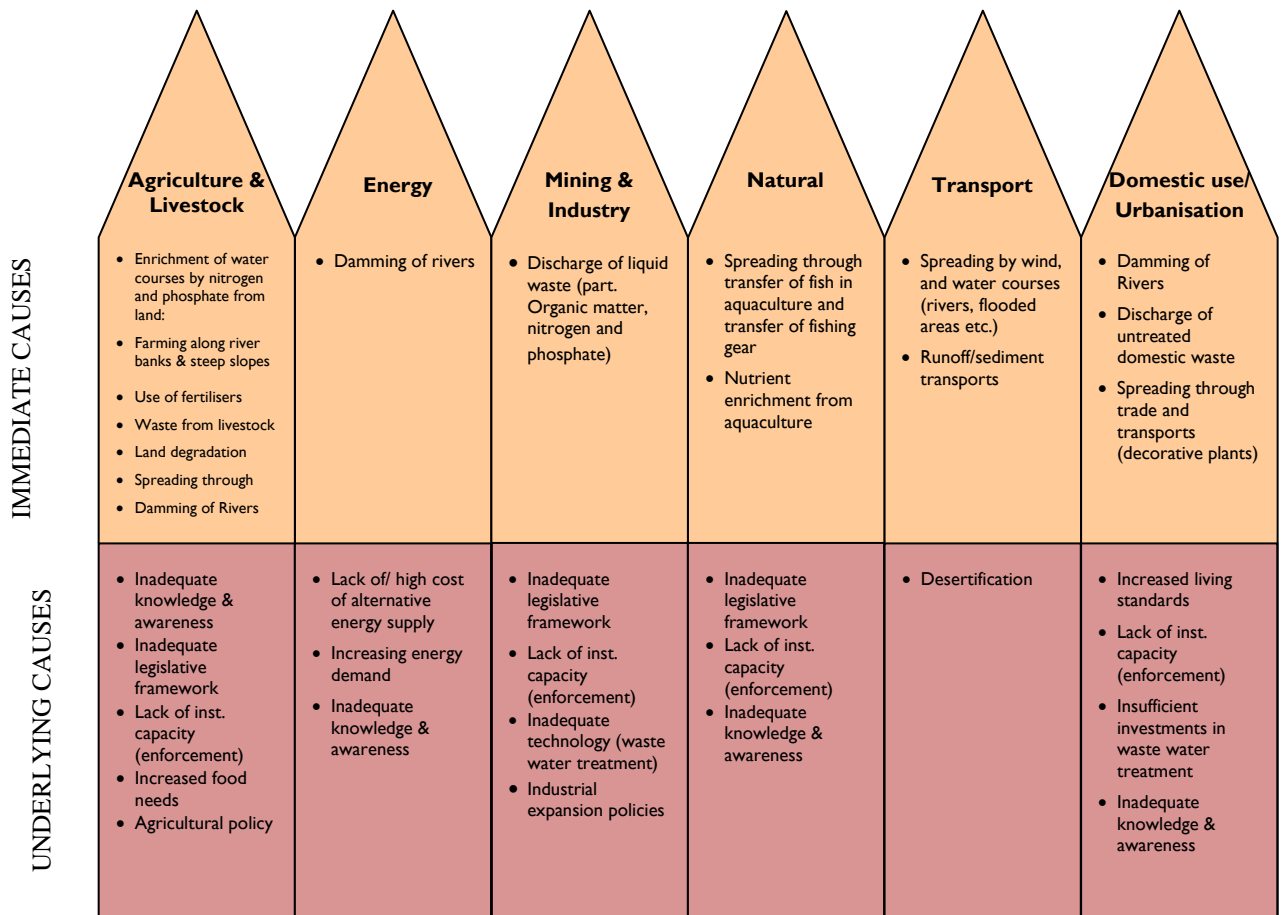 Agriculture &
Livestock
Energy
Mining &
Industry
Natural
Transport
Domestic use/
Urbanisation
IMMEDIATE CAUSES
• Enrichment of water
courses by nitrogen
and phosphate from
land:
• Farming along river
banks & steep slopes
• Use of fertilisers
• Waste from livestock
• Land degradation
• Spreading through
• Damming of Rivers
• Damming of rivers
• Discharge of liquid
waste (part.
Organic matter,
nitrogen and
phosphate)
• Spreading through
transfer of fish in
aquaculture and
transfer of fishing
gear
• Nutrient
enrichment from
aquaculture
• Spreading by wind,
and water courses
(rivers, flooded
areas etc.)
• Runoff/sediment
transports
• Damming of
Rivers
• Discharge of
untreated
domestic waste
• Spreading through
trade and
transports
(decorative plants)
UNDERLYING CAUSES
• Inadequate
knowledge &
awareness
• Inadequate
legislative
framework
• Lack of inst.
capacity
(enforcement)
• Increased food
needs
• Agricultural policy
• Lack of/ high cost
of alternative
energy supply
• Increasing energy
demand
• Inadequate
knowledge &
awareness
• Inadequate
legislative
framework
• Lack of inst.
capacity
(enforcement)
• Inadequate
technology (waste
water treatment)
• Industrial
expansion policies
• Inadequate
legislative
framework
• Lack of inst.
capacity
(enforcement)
• Inadequate
knowledge &
awareness
• Desertification
• Increased living
standards
• Lack of inst.
capacity
(enforcement)
• Insufficient
investments in
waste water
treatment
• Inadequate
knowledge &
awareness